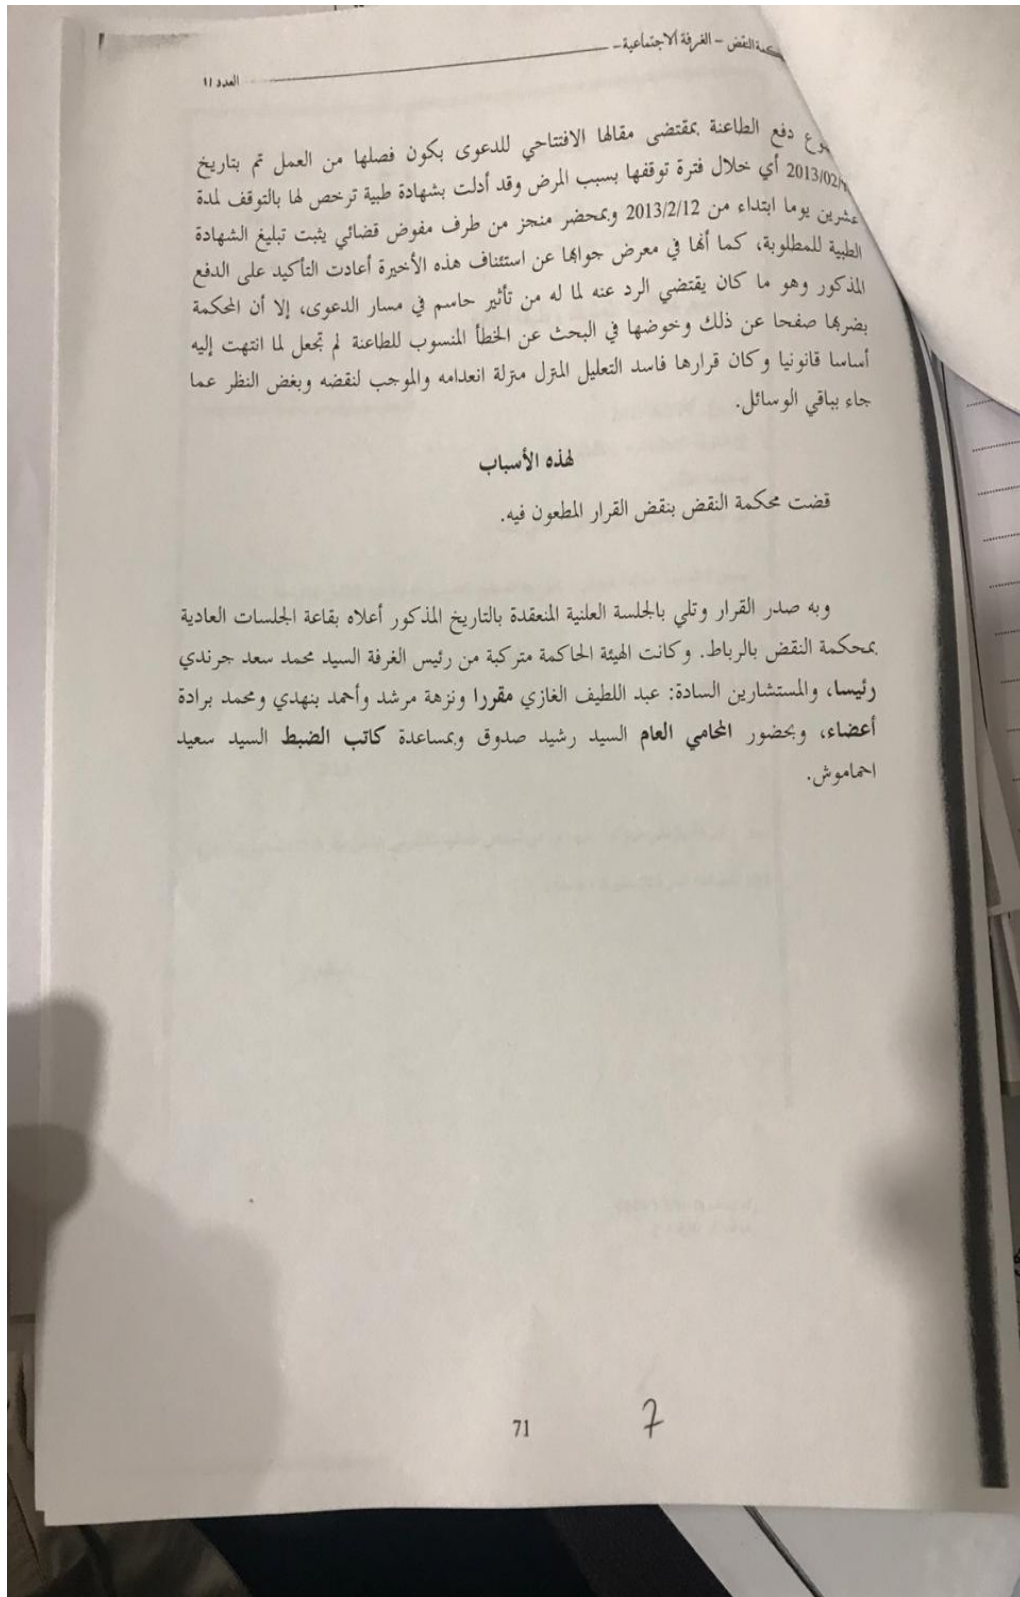 النقض - الغرفة الاجتماعية-
العدد 11
دفع الطاعنة بمقتضى مقالها الافتتاحي للدعوى بكون فصلها من العمل تم بتاريخ
2013/02/ أي خلال فترة توقفها بسبب المرض وقد أدلت بشهادة طبية ترخص لها بالتوقف لمدة
عشرين يوما ابتداء من 2013/2/12 وبمحضر منجز من طرف مفوض قضائي يثبت تبليغ الشهادة
الطبية للمطلوبة، كما أنها في معرض جوابها عن استئناف هذه الأخيرة أعادت التأكيد على الدفع
المذكور وهو ما كان يقتضي الرد عنه لما له من تأثير حاسم في مسار الدعوى، إلا أن المحكمة
بضربها صفحا عن ذلك وخوضها في البحث عن الخطأ المنسوب للطاعنة لم تجعل لما انتهت إليه
أساسا قانونيا وكان قرارها فاسد التعليل المنزل منزلة انعدامه والموجب لنقضه وبغض النظر عما
جاء بباقي الوسائل.
لهذه الأسباب
قضت محكمة النقض بنقض القرار المطعون فيه.
وبه صدر القرار وتلي بالجلسة العلنية المنعقدة بالتاريخ المذكور أعلاه بقاعة الجلسات العادية
بمحكمة النقض بالرباط. وكانت الهيئة الحاكمة متركبة من رئيس الغرفة السيد محمد سعد جرندي
رئيسا، والمستشارين السادة: عبد اللطيف الغازي مقررا ونزهة مرشد وأحمد بنهدي ومحمد برادة
أعضاء، وبحضور المحامي العام السيد رشيد صدوق وبمساعدة كاتب الضبط السيد سعيد
احماموش.
71
7